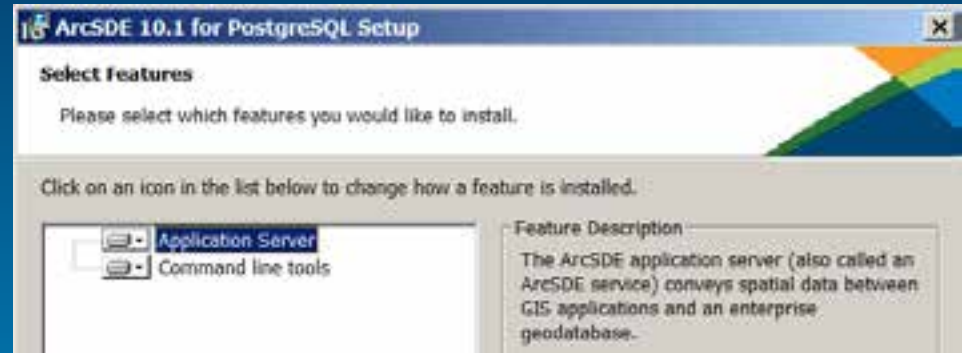 ArcSDE 10.1 for PostgreSQL Setup
Select Features
Please select which features you would like to install.
Click on an icon in the list below to change how a feature is installed.
Application Server
Command line tools
Feature Description
The ArcSDE application server (also called an
ArcSDE service) conveys spatial data between
GIS applications and an enterprise
geodatabase.